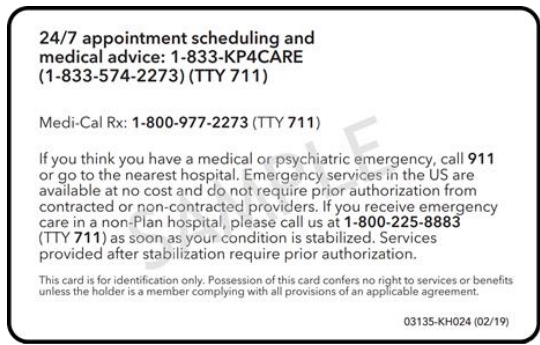 24/7 appointment scheduling and
medical advice: 1-833-KP4CARE
(1-833-574-2273) (TTY 711)
Medi-Cal Rx: 1-800-977-2273 (TTY 711)
If you think you have a medical or psychiatric emergency, call 911
or go to the nearest hospital. Emergency services in the US are
available at no cost and do not require prior authorization from
contracted or non-contracted providers. If you receive emergency
care in a non-Plan hospital, please call us at 1-800-225-8883
(TTY 711) as soon as your condition is stabilized. Services
provided after stabilization require prior authorization.
This card is for identification only. Possession of this card confers no right to services or benefits
unless the holder is a member complying with all provisions of an applicable agreement.
03135-KH024 (02/19)
SAMPLE